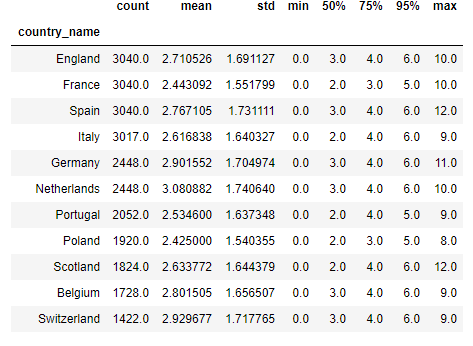 count mean std min 50% 75% 95% max
country_name
England 3040.0 2.710526 1.691127 0.0 3.0 4.0 6.0 10.0
France 3040.0 2.443092 1.551799 0.0 2.0 3.0 5.0 10.0
Spain 3040.0 2.767105 1.731111 0.0 3.0 4.0 6.0 12.0
Italy 3017.0 2.616838 1.640327 0.0 2.0 4.0 6.0 9.0
Germany 2448.0 2.901552 1.704974 0.0 3.0 4.0 6.0 11.0
Netherlands 2448.0 3.080882 1.740640 0.0 3.0 4.0 6.0 10.0
Portugal 2052.0 2.534600 1.637348 0.0 2.0 4.0 5.0 9.0
Poland 1920.0 2.425000 1.540355 0.0 2.0 3.0 5.0 8.0
Scotland 1824.0 2.633772 1.644379 0.0 2.0 4.0 6.0 12.0
Belgium 1728.0 2.801505 1.656507 0.0 3.0 4.0 6.0 9.0
Switzerland 1422.0 2.929677 1.717765 0.0 3.0 4.0 6.0 9.0